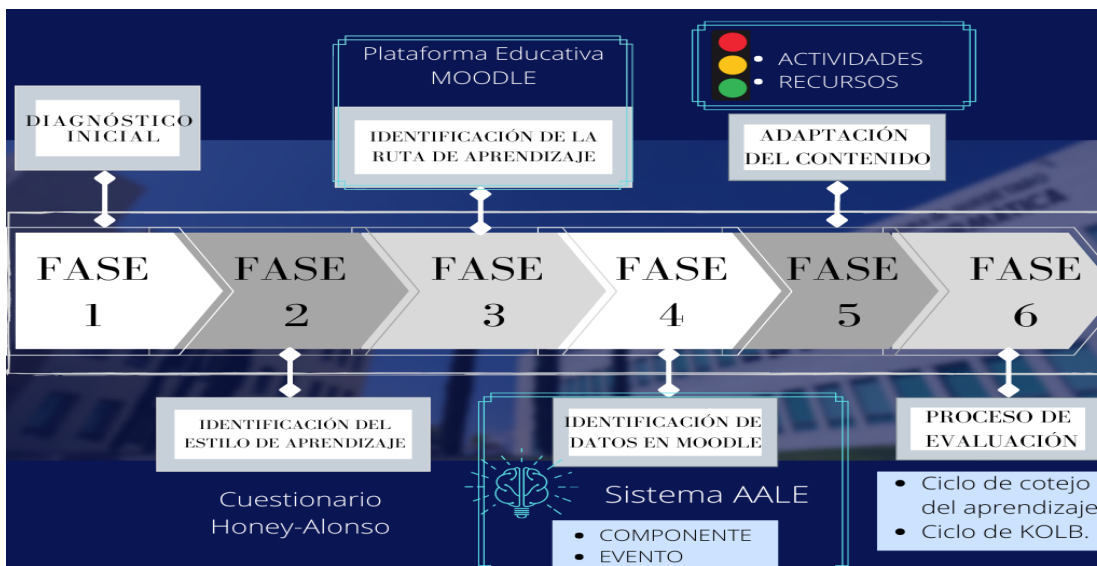 DIAGNÓSTICO
INICIAL
Plataforma Educativa
MOODLE
IDENTIFICACIÓN DE LA
RUTA DE APRENDIZAJE
• ACTIVIDADES
• RECURSOS
ADAPTACIÓN
DEL CONTENIDO
FASE
1
FASE
2
FASE
3
FASE
4
FASE
5
FASE
6
IDENTIFICACIÓN DEL
ESTILO DE APRENDIZAJE
Cuestionario
Honey-Alonso
IDENTIFICACIÓN DE
DATOS EN MOODLE
Sistema AALE
• COMPONENTE
• EVENTO
PROCESO DE
EVALUACIÓN
• Ciclo de cotejo
del aprendizaje
• Ciclo de KOLB.